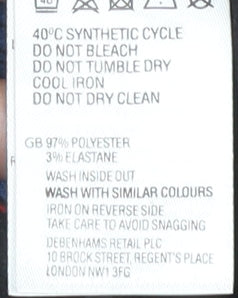 40
40°C SYNTHETIC CYCLE
DO NOT BLEACH
DO NOT TUMBLE DRY
COOL IRON
DO NOT DRY CLEAN
GB 97% POLYESTER
3% ELASTANE
WASH INSIDE OUT
WASH WITH SIMILAR COLOURS
IRON ON REVERSE SIDE
TAKE CARE TO AVOID SNAGGING
DEBENHAMS RETAIL PLC
10 BROCK STREET, REGENT'S PLACE
LONDON NW1 3FG